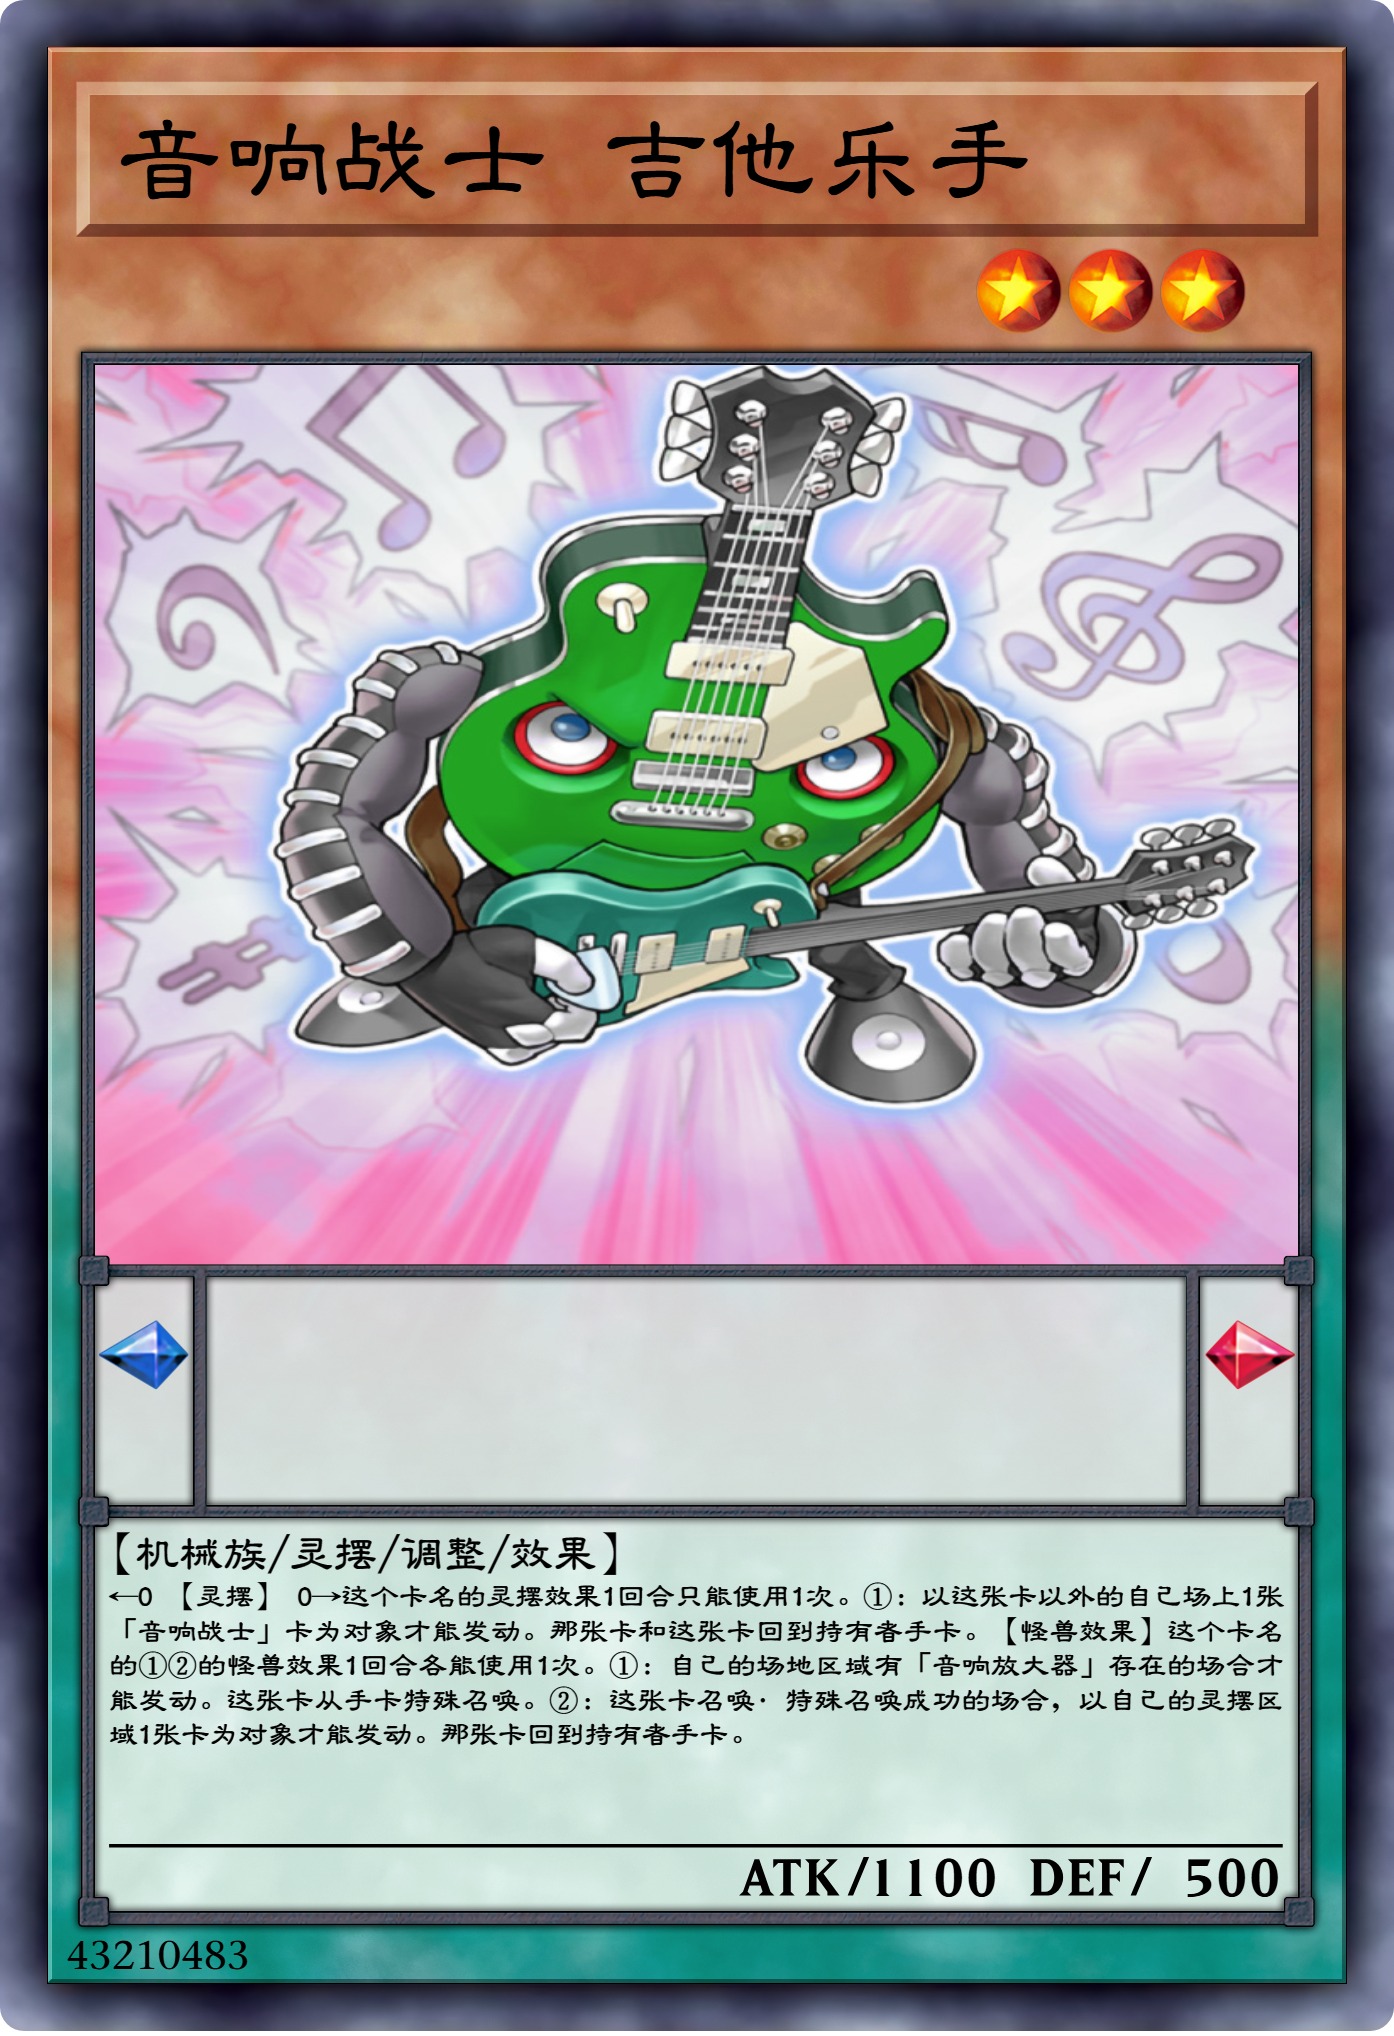 音响战士 吉他乐手
【机械族/灵摆/调整/效果】
←0 【灵摆】 0→这个卡名的灵摆效果1回合只能使用1次。①：以这张卡以外的自己场上1张
「音响战士」卡为对象才能发动。那张卡和这张卡回到持有者手卡。【怪兽效果】这个卡名
的①②的怪兽效果1回合各能使用1次。①：自己的场地区域有「音响放大器」存在的场合才
能发动。这张卡从手卡特殊召唤。②：这张卡召唤·特殊召唤成功的场合，以自己的灵摆区
域1张卡为对象才能发动。那张卡回到持有者手卡。
ATK/1100 DEF/ 500
43210483